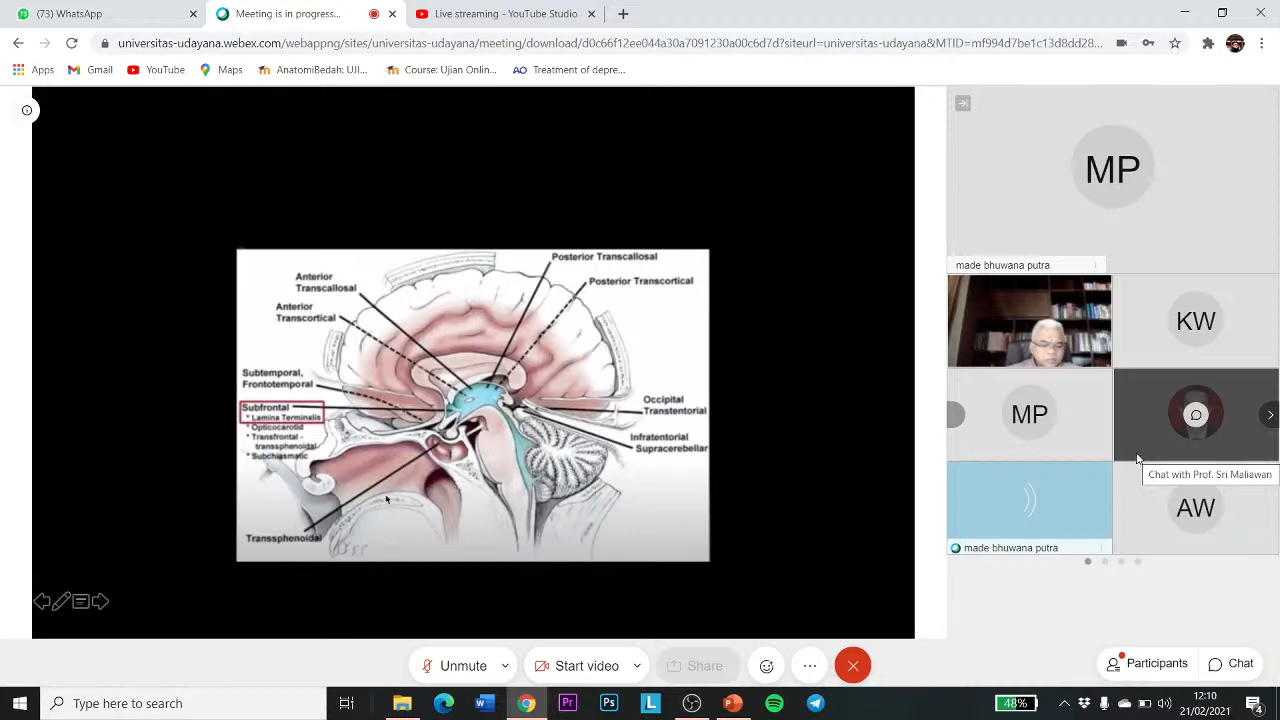 (73) WhatsApp
Meeting is in progress...
Live streaming - YouTube Studio
universitas-udayana.webex.com/webappng/sites/universitas-udayana/meeting/download/d0c66f12ee044a30a7091230a00c6d7d?siteurl=universitas-udayana&MTID=mf994d7be1c13d8dd28...
Apps
Gmail
YouTube
Maps
AnatomiBedah: UJI...
Course: Ujian Onlin...
AO Treatment of depre...
MP
made bhuwana putra
KW
MP
Chat with Prof. Sri Maliawan
AW
made bhuwana putra
Anterior
Transcallosal
Anterior
Transcortical
Subtemporal,
Frontotemporal
Subfrontal
* Lamina Terminalis
* Opticocarotid
* Transfrontal -
transsphenoidal
* Subchiasmatic
Transsphenoidal
Posterior Transcallosal
Posterior Transcortical
Occipital
Transtentorial
Infratentorial
Supracerebellar
Unmute
Start video
Share
Participants
Chat
Type here to search
48%
12:10
21/02/2021